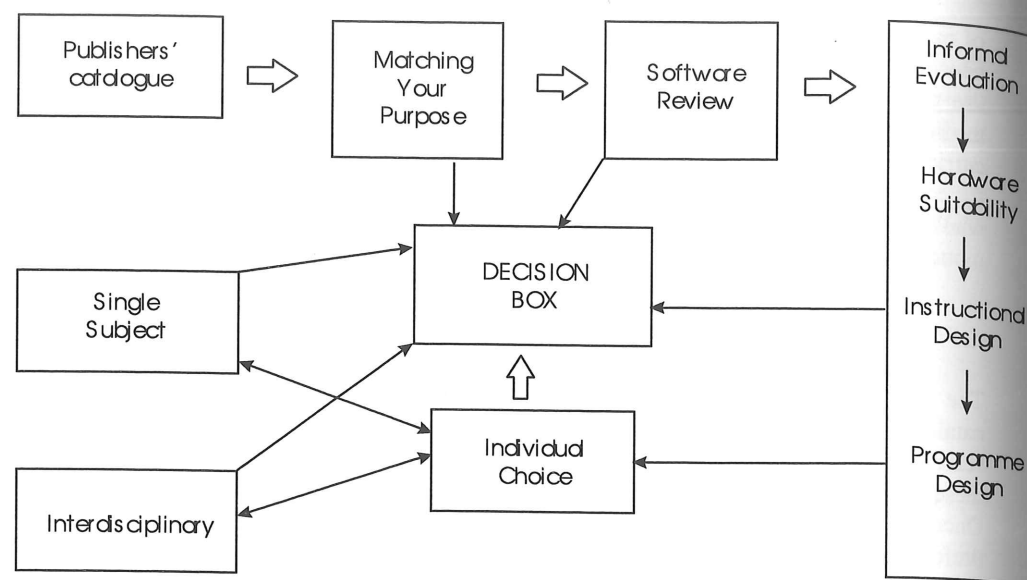 Publishers'
catalogue
Matching
Your
Purpose
Software
Review
Informd
Evaluation
Hardware
Suitability
Instructiond
Design
Programme
Design
DECISION
BOX
Single
Subject
Individud
Choice
Interdisciplinary